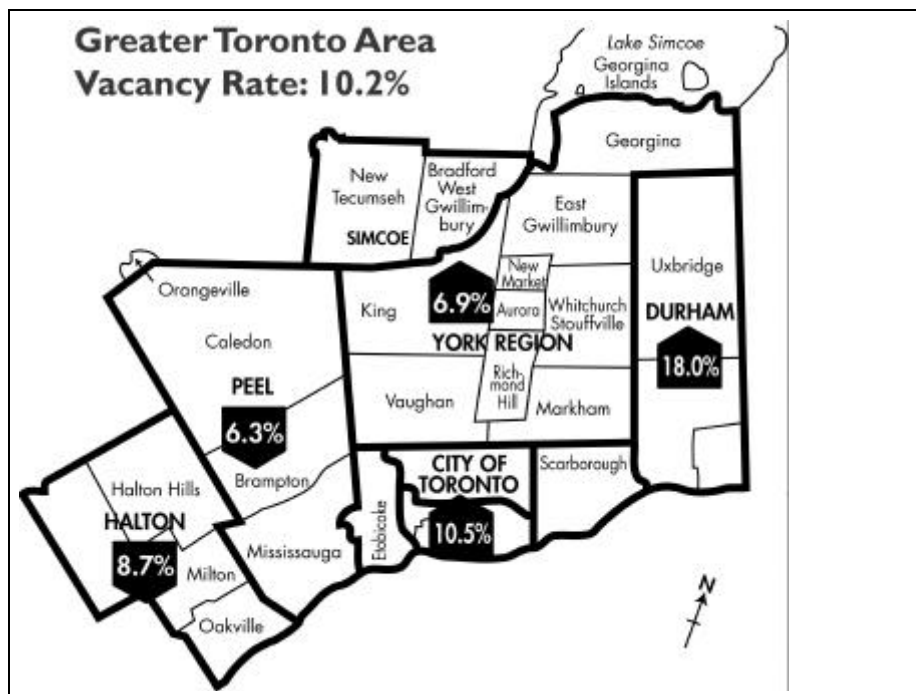 Greater Toronto Area
Vacancy Rate: 10.2%
Lake Simcoe
Georgina
Islands
Georgina
New
Tecumseh
Bradford
West
Gwillim-
bury
SIMCOE
East
Gwillimbury
Orangeville
Caledon
PEEL
6.3%
Brampton
Mississauga
King
6.9%
New
Market
Aurora
Whitchurch
Stouffville
YORK REGION
Vaughan
Rich-
mond
Hill
Markham
Uxbridge
DURHAM
18.0%
Halton Hills
HALTON
8.7%
Milton
Oakville
Etobicoke
CITY OF
TORONTO
10.5%
Scarborough
N